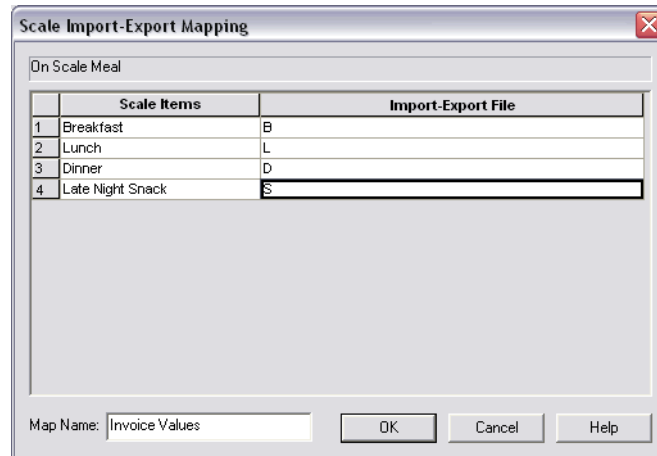 Scale Import-Export Mapping
On Scale Meal
Scale Items Import-Export File
1 Breakfast B
2 Lunch L
3 Dinner D
4 Late Night Snack S
Map Name: Invoice Values OK Cancel Help